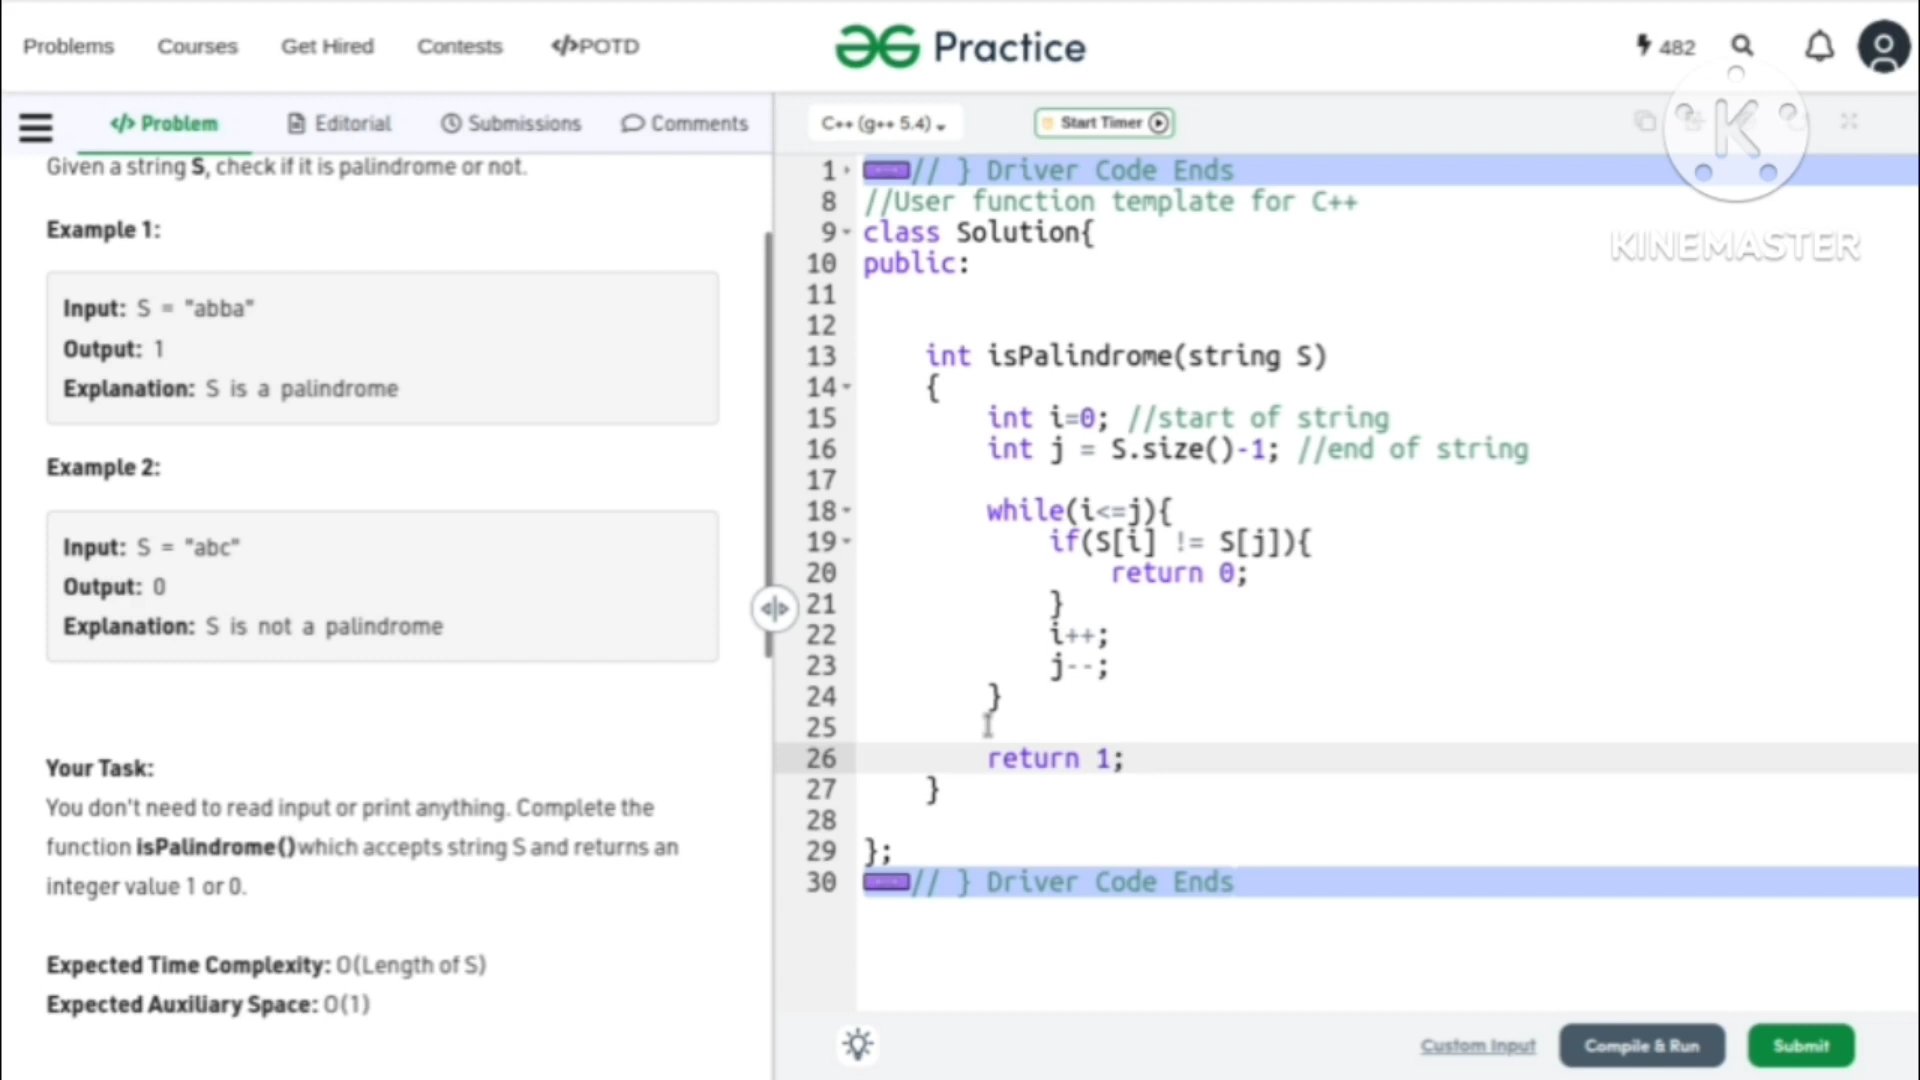 Problems Courses Get Hired Contests </>POTD
Practice
482
</> Problem Editorial Submissions Comments
Given a string S, check if it is palindrome or not.
Example 1:
Input: S = "abba"
Output: 1
Explanation: S is a palindrome
Example 2:
Input: S = "abc"
Output: 0
Explanation: S is not a palindrome
Your Task:
You don't need to read input or print anything. Complete the
function isPalindrome()which accepts string S and returns an
integer value 1 or 0.
Expected Time Complexity: O(Length of S)
Expected Auxiliary Space: O(1)
C++ (g++ 5.4)
Start Timer
K
KINEMASTER
1 // } Driver Code Ends
8 //User function template for C++
9 class Solution{
10 public:
11
12
13 int isPalindrome(string S)
14 {
15 int i=0; //start of string
16 int j = S.size()-1; //end of string
17
18 while(i<=j){
19 if(S[i] != S[j]){
20 return 0;
21 }
22 i++;
23 j--;
24 }
25
26 return 1;
27 }
28
29 };
30 // } Driver Code Ends
Custom Input Compile & Run Submit